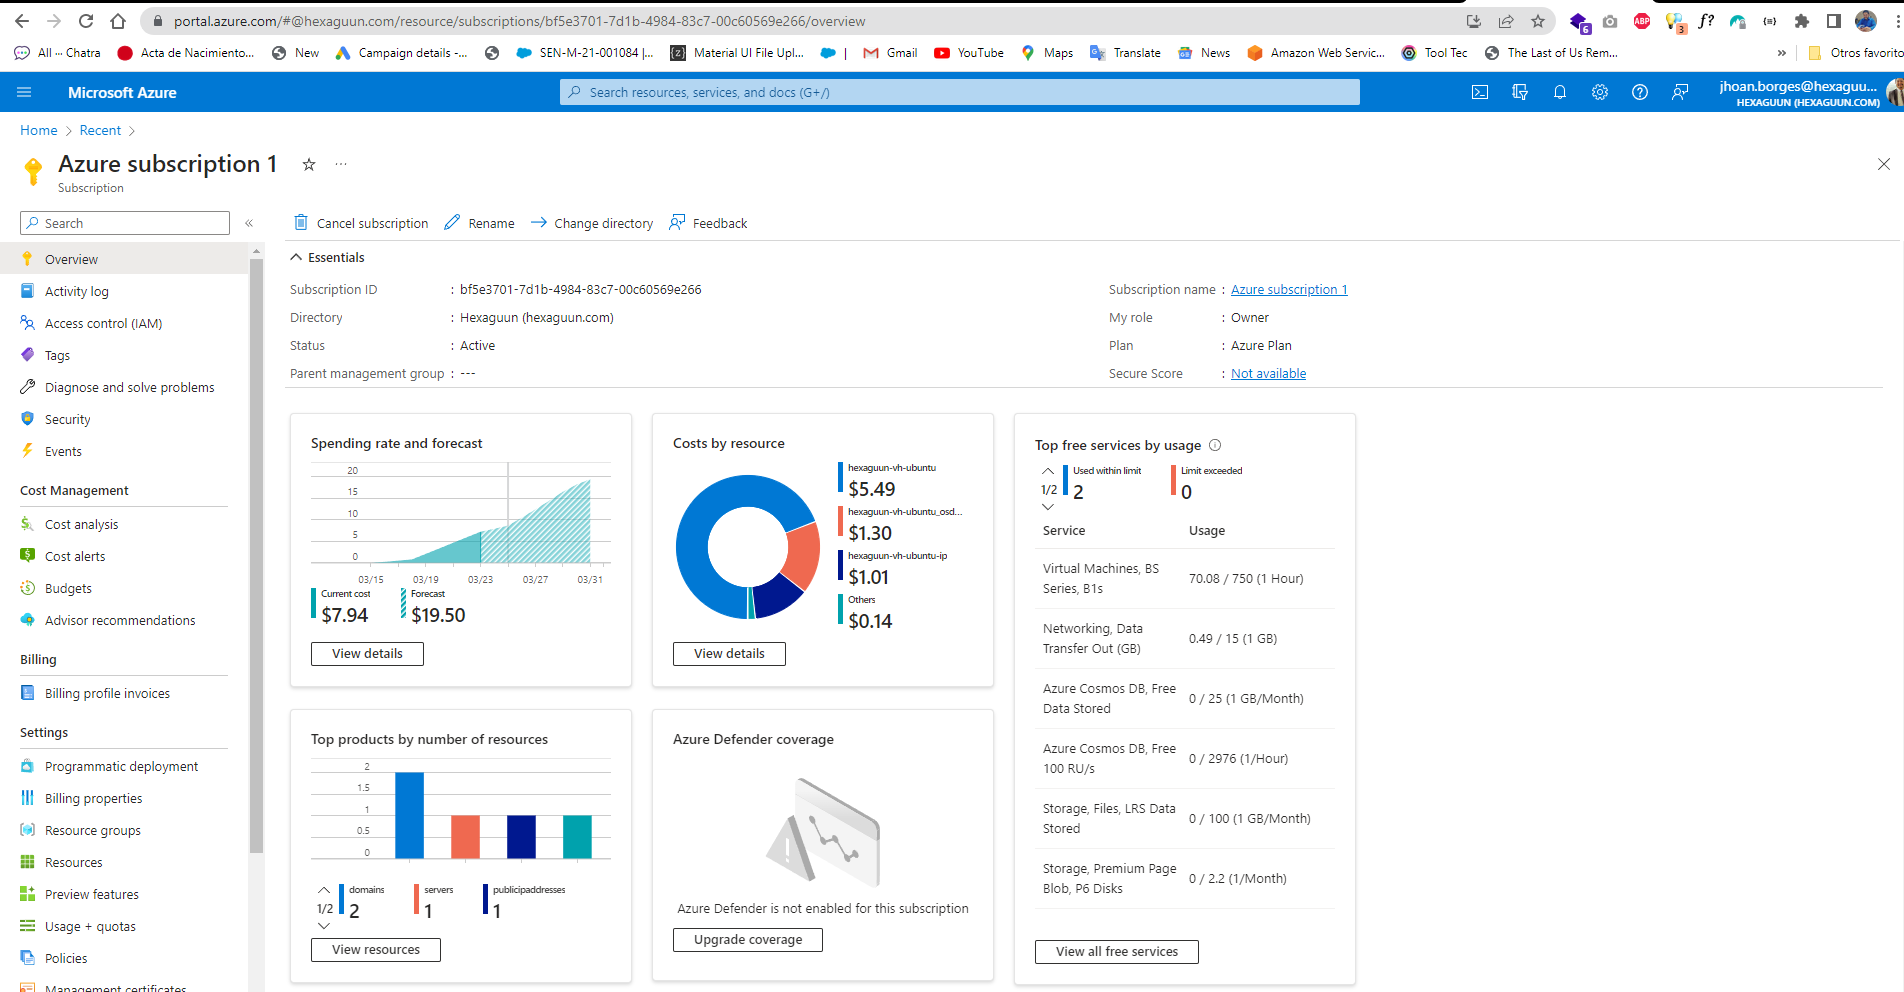 portal.azure.com/#@hexaguun.com/resource/subscriptions/bf5e3701-7d1b-4984-83c7-00c60569e266/overview
6
ABP
3
f?
All -- Chatra
Acta de Nacimiento...
New
Campaign details -...
SEN-M-21-001084 |...
Material UI File Upl...
|
Gmail
YouTube
Maps
Translate
News
Amazon Web Servic...
Tool Tec
The Last of Us Rem...
»
Otros favorito
Microsoft Azure
Search resources, services, and docs (G+/)
jhoan.borges@hexaguu...
HEXAGUUN (HEXAGUUN.COM)
Home > Recent >
Azure subscription 1
Subscription
Search
«
Overview
Activity log
Access control (IAM)
Tags
Diagnose and solve problems
Security
Events
Cost Management
Cost analysis
Cost alerts
Budgets
Advisor recommendations
Billing
Billing profile invoices
Settings
Programmatic deployment
Billing properties
Resource groups
Resources
Preview features
Usage + quotas
Policies
Management certificates
Cancel subscription
Rename
Change directory
Feedback
Essentials
Subscription ID : bf5e3701-7d1b-4984-83c7-00c60569e266
Directory : Hexaguun (hexaguun.com)
Status : Active
Parent management group : ---
Subscription name : Azure subscription 1
My role : Owner
Plan : Azure Plan
Secure Score : Not available
Spending rate and forecast
20
15
10
5
0
03/15 03/19 03/23 03/27 03/31
Current cost
$7.94
Forecast
$19.50
View details
Costs by resource
hexaguun-vh-ubuntu
$5.49
hexaguun-vh-ubuntu_osd...
$1.30
hexaguun-vh-ubuntu-ip
$1.01
Others
$0.14
View details
Top free services by usage
1/2
Used within limit
2
Limit exceeded
0
Service Usage
Virtual Machines, BS
Series, B1s
70.08 / 750 (1 Hour)
Networking, Data
Transfer Out (GB)
0.49 / 15 (1 GB)
Azure Cosmos DB, Free
Data Stored
0 / 25 (1 GB/Month)
Azure Cosmos DB, Free
100 RU/s
0 / 2976 (1/Hour)
Storage, Files, LRS Data
Stored
0 / 100 (1 GB/Month)
Storage, Premium Page
Blob, P6 Disks
0 / 2.2 (1/Month)
View all free services
Top products by number of resources
2
1.5
1
0.5
0
1/2
domains
2
servers
1
publicipaddresses
1
View resources
Azure Defender coverage
Azure Defender is not enabled for this subscription
Upgrade coverage